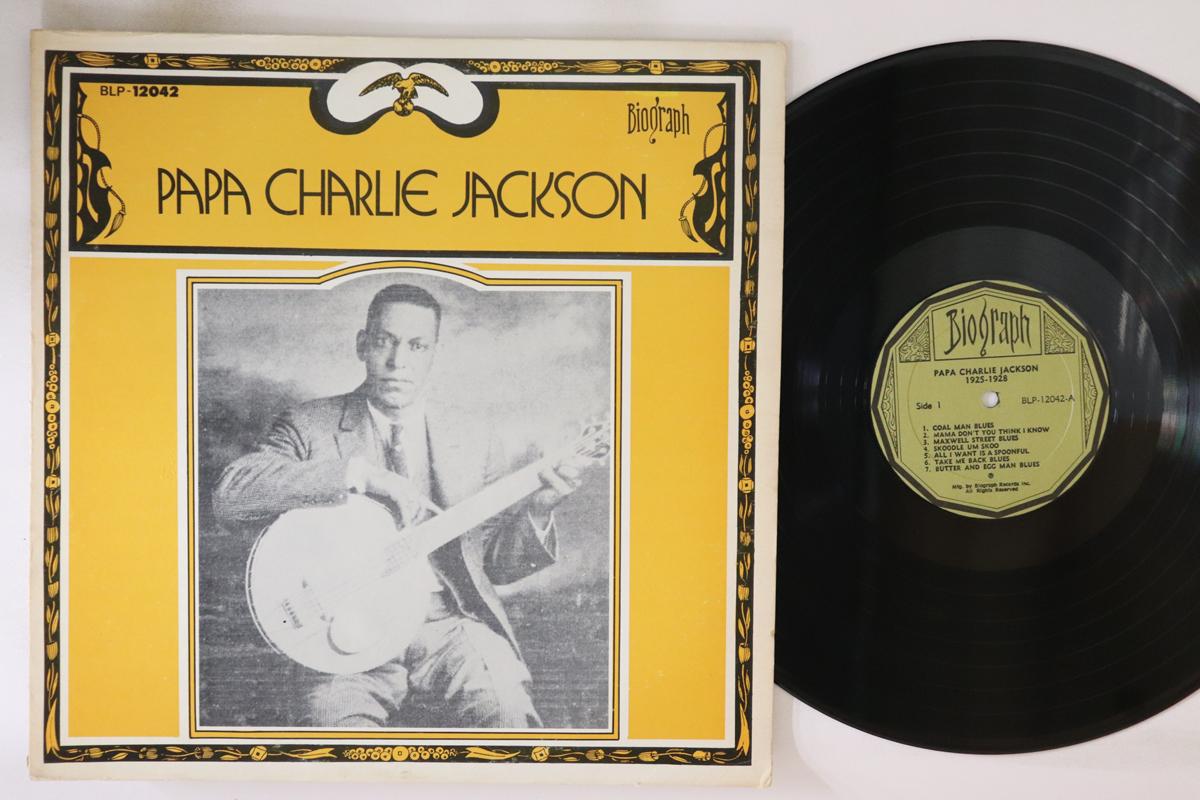 BLP-12042
Biograph
PAPA CHARLIE JACKSON
Biograph
PAPA CHARLIE JACKSON
1925-1928
Side 1
BLP-12042-A
1. COAL MAN BLUES
2. MAMA DON'T YOU THINK I KNOW
3. MAXWELL STREET BLUES
4. SKOODLE UM SKOO
5. ALL I WANT IS A SPOONFUL
6. TAKE ME BACK BLUES
7. BUTTER AND EGG MAN BLUES
℗
Mfg. by Biograph Records Inc.
All Rights Reserved